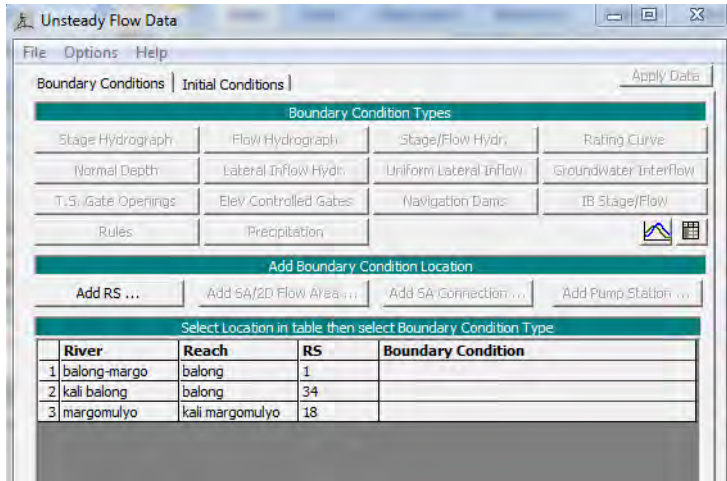 Unsteady Flow Data
File Options Help
Boundary Conditions Initial Conditions Apply Data
Boundary Condition Types
Stage Hydrograph Flow Hydrograph Stage/Flow Hydr. Rating Curve
Normal Depth Lateral Inflow Hydr. Uniform Lateral Inflow Groundwater Interflow
T.S. Gate Openings Elev Controlled Gates Navigation Dams IB Stage/Flow
Rules Precipitation
Add Boundary Condition Location
Add RS ... Add SA/2D Flow Area ... Add SA Connection ... Add Pump Station ...
Select Location in table then select Boundary Condition Type
River Reach RS Boundary Condition
1 balong-margo balong 1
2 kali balong balong 34
3 margomulyo kali margomulyo 18